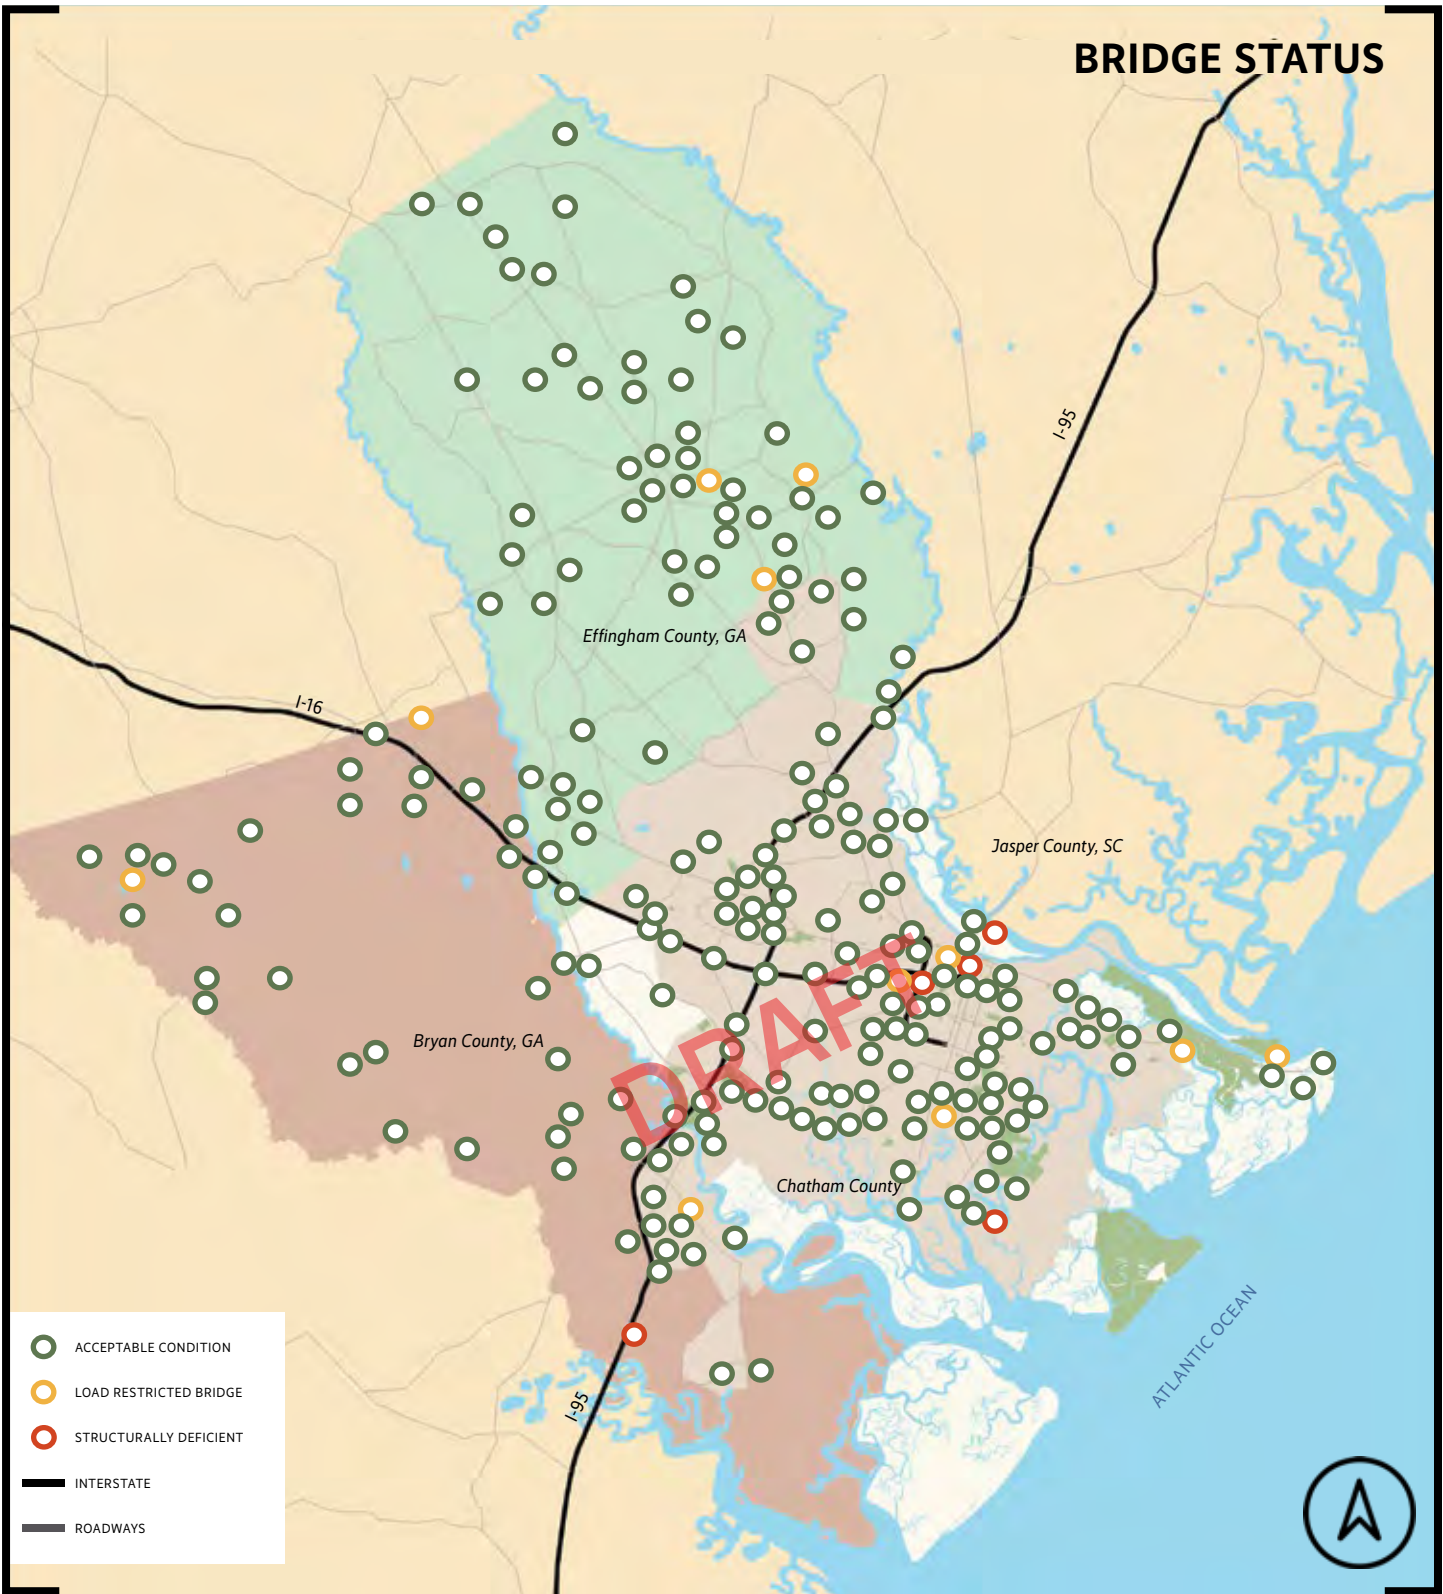 BRIDGE STATUS
I-95
Effingham County, GA
I-16
Jasper County, SC
DRAFT
Bryan County, GA
Chatham County
ATLANTIC OCEAN
I-95
ACCEPTABLE CONDITION
LOAD RESTRICTED BRIDGE
STRUCTURALLY DEFICIENT
INTERSTATE
ROADWAYS